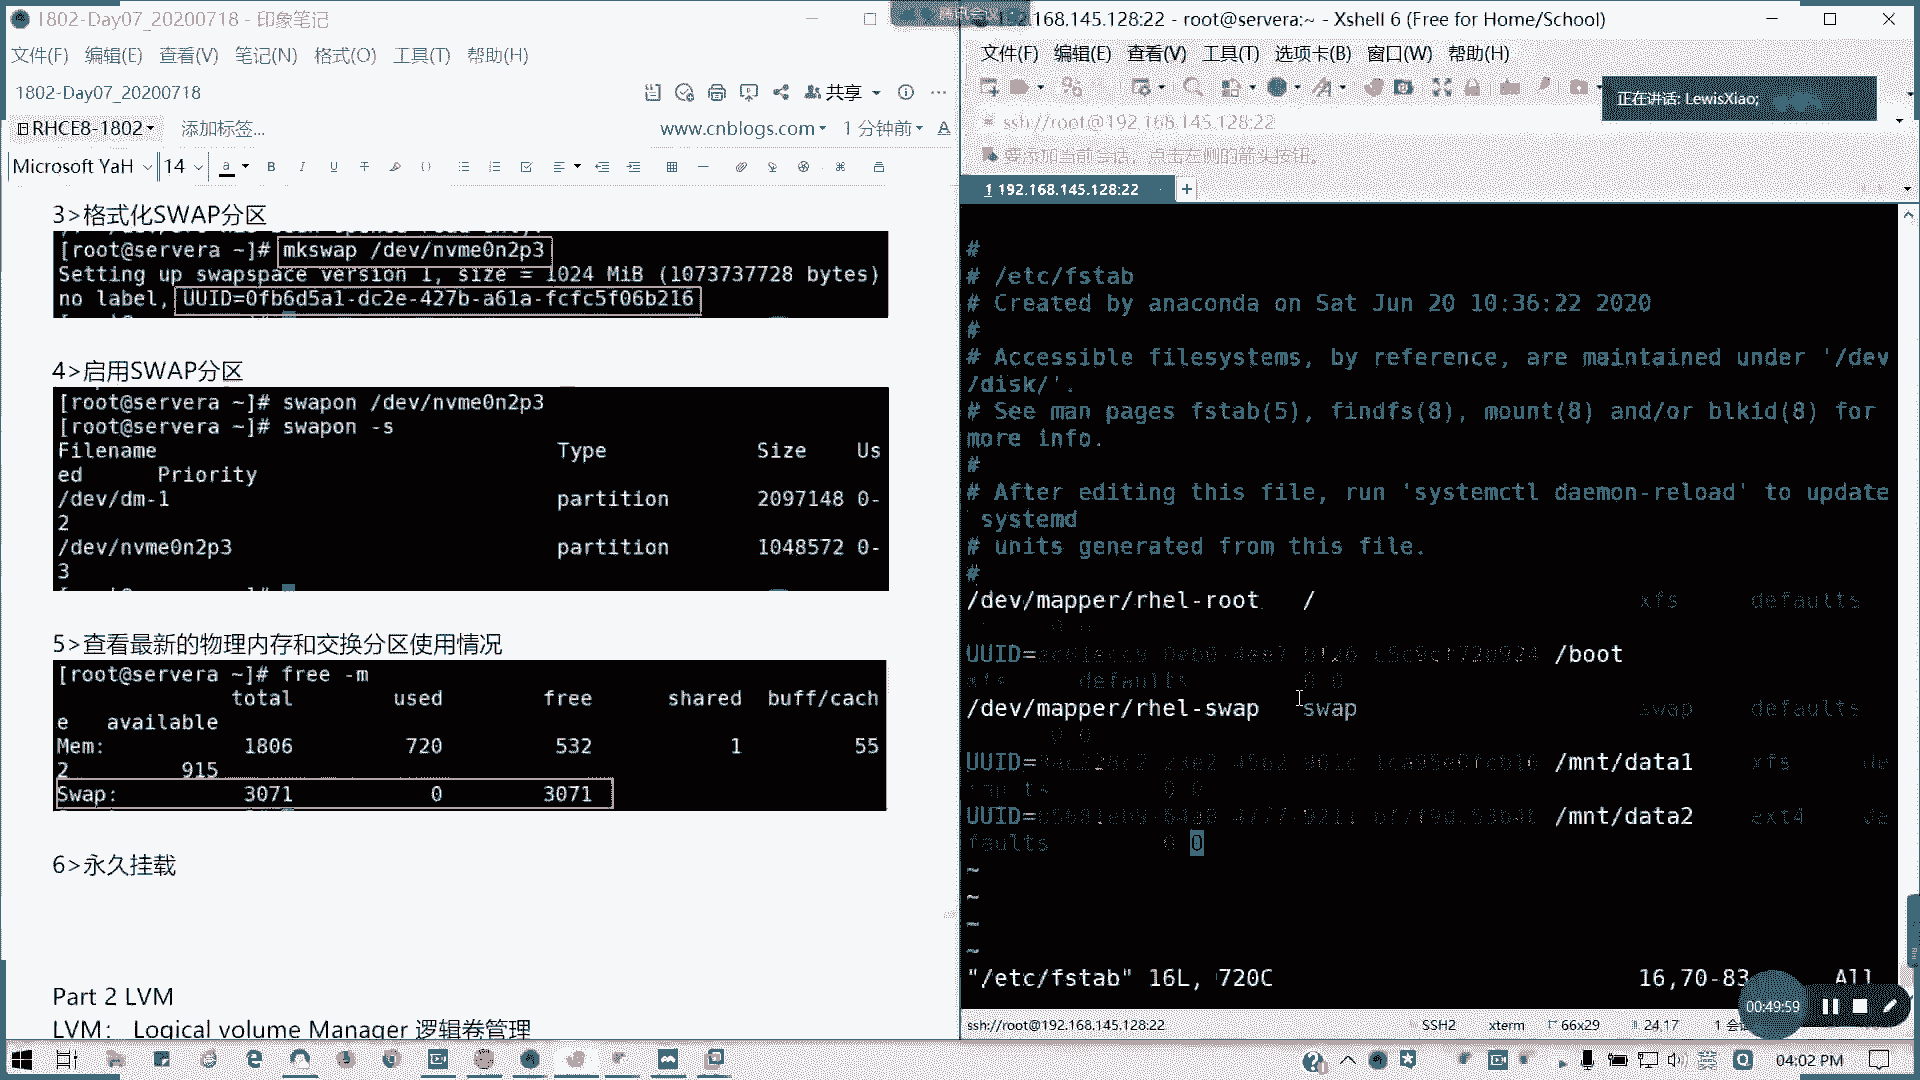 1802-Day07_20200718 - 印象笔记
文件(F) 编辑(E) 查看(V) 笔记(N) 格式(O) 工具(T) 帮助(H)
1802-Day07_20200718
共享
RHCE8-1802 添加标签...
www.cnblogs.com 1 分钟前
Microsoft YaH 14
3>格式化SWAP分区
[root@servera ~]# mkswap /dev/nvme0n2p3
Setting up swapspace version 1, size = 1024 MiB (1073737728 bytes)
no label, UUID=0fb6d5a1-dc2e-427b-a61a-fcfc5f06b216
4>启用SWAP分区
[root@servera ~]# swapon /dev/nvme0n2p3
[root@servera ~]# swapon -s
Filename Type Size Us
ed Priority
/dev/dm-1 partition 2097148 0-
2
/dev/nvme0n2p3 partition 1048572 0-
3
5>查看最新的物理内存和交换分区使用情况
[root@servera ~]# free -m
total used free shared buff/cach
e available
Mem: 1806 720 532 1 55
2 915
Swap: 3071 0 3071
6>永久挂载
Part 2 LVM
LVM： Logical volume Manager 逻辑卷管理
192.168.145.128:22 - root@servera:~ - Xshell 6 (Free for Home/School)
文件(F) 编辑(E) 查看(V) 工具(T) 选项卡(B) 窗口(W) 帮助(H)
正在讲话: LewisXiao;
ssh://root@192.168.145.128:22
要添加当前会话，点击左侧的箭头按钮。
1 192.168.145.128:22
#
# /etc/fstab
# Created by anaconda on Sat Jun 20 10:36:22 2020
#
# Accessible filesystems, by reference, are maintained under '/dev
/disk/'.
# See man pages fstab(5), findfs(8), mount(8) and/or blkid(8) for
more info.
#
# After editing this file, run 'systemctl daemon-reload' to update
systemd
# units generated from this file.
#
/dev/mapper/rhel-root / xfs defaults
0 0
UUID= /boot
xfs defaults 0 0
/dev/mapper/rhel-swap swap swap defaults
0 0
UUID= /mnt/data1 xfs de
faults 0 0
UUID= /mnt/data2 ext4 de
faults 0 0
~
~
~
~
"/etc/fstab" 16L, 720C 16,70-83 All
00:49:59
ssh://root@192.168.145.128:22 SSH2 xterm 66x29 24,17
04:02 PM